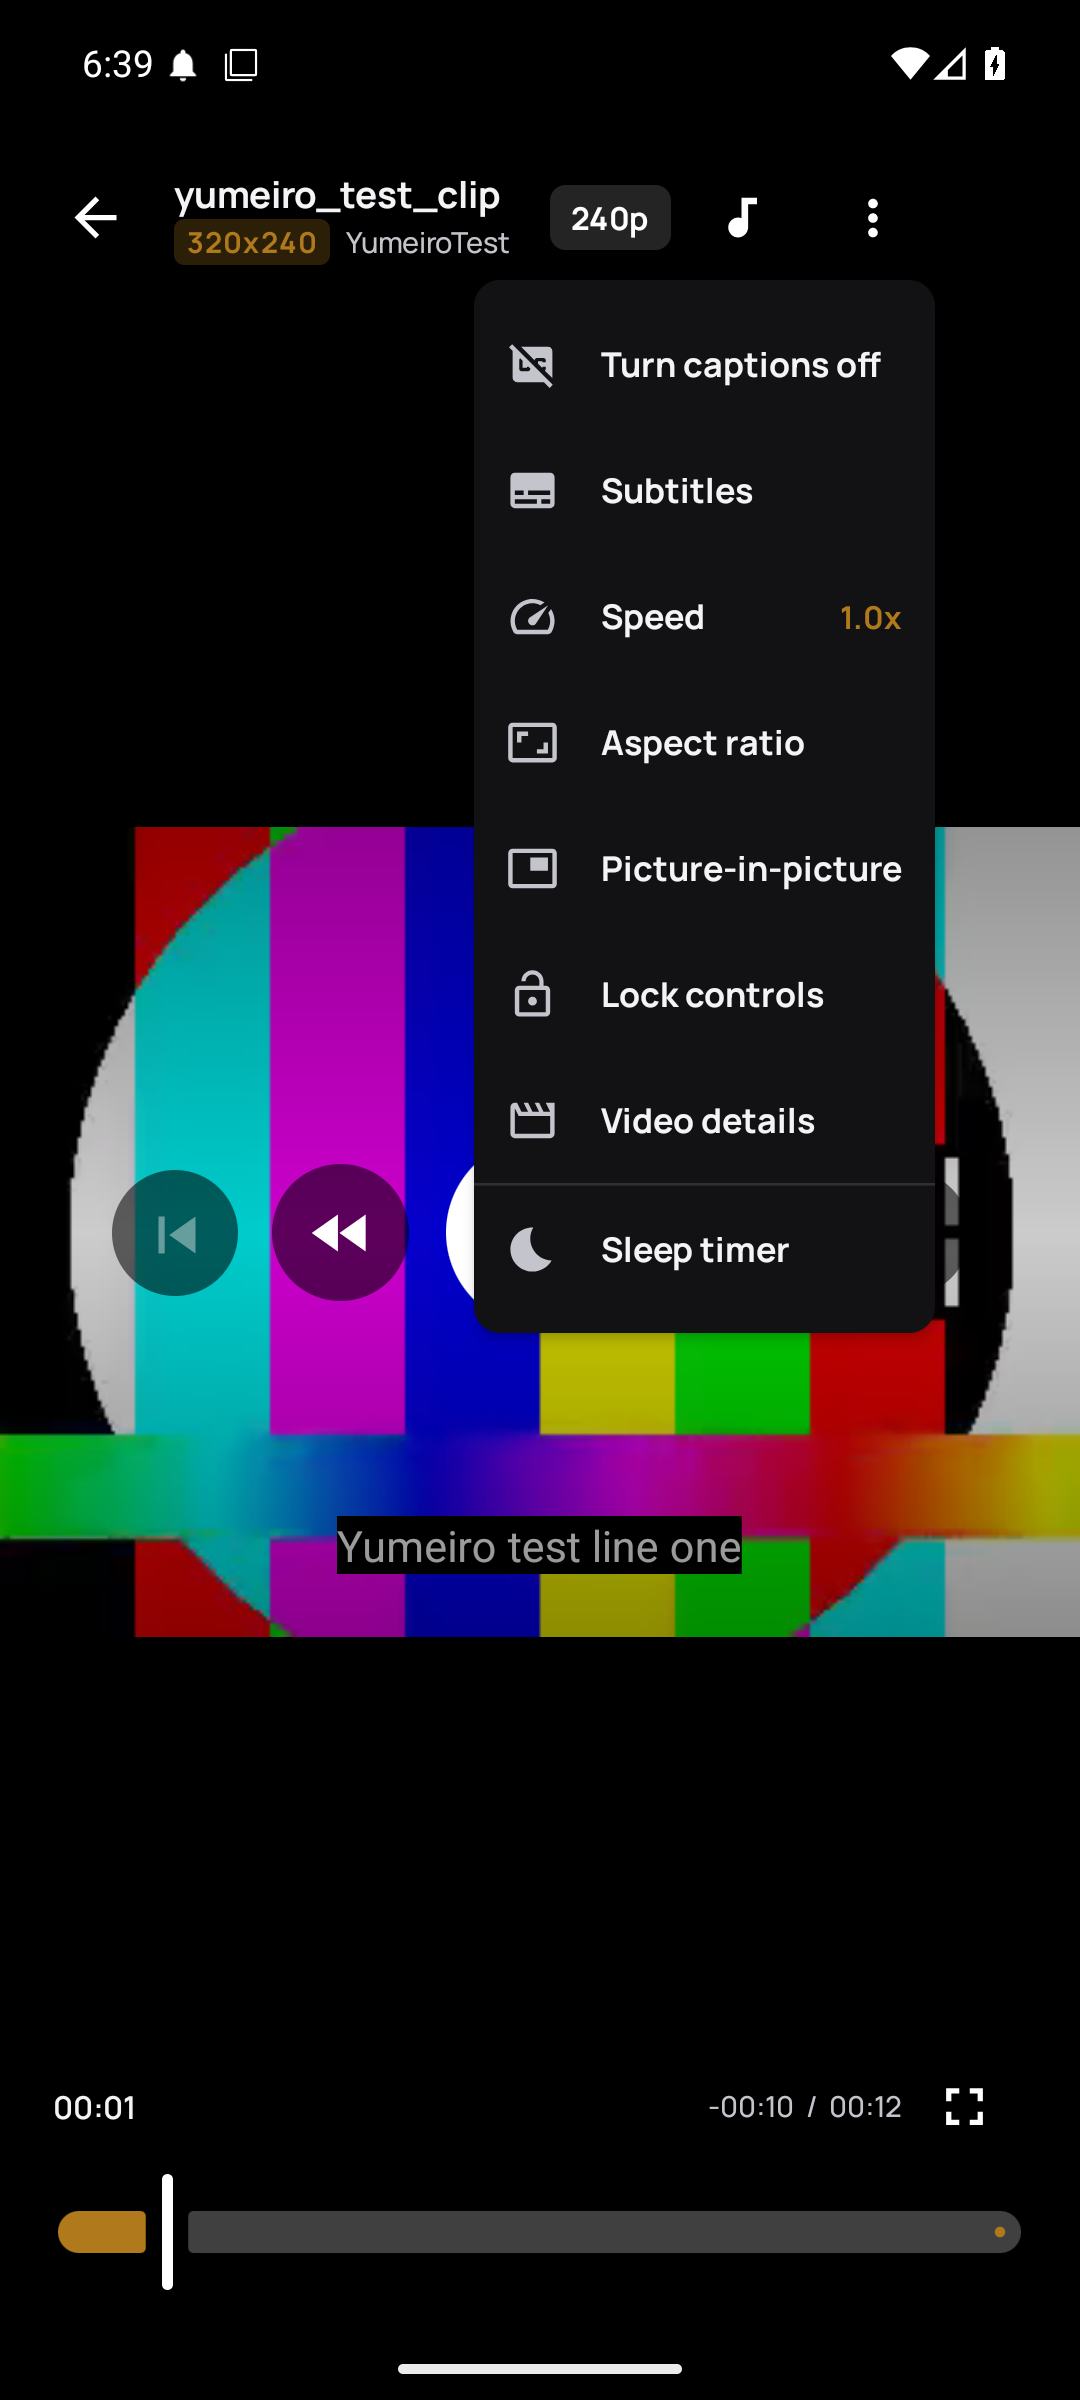 6:39
yumeiro_test_clip
320x240 YumeiroTest
240p
Turn captions off
Subtitles
Speed 1.0x
Aspect ratio
Picture-in-picture
Lock controls
Video details
Sleep timer
Yumeiro test line one
00:01
-00:10 / 00:12